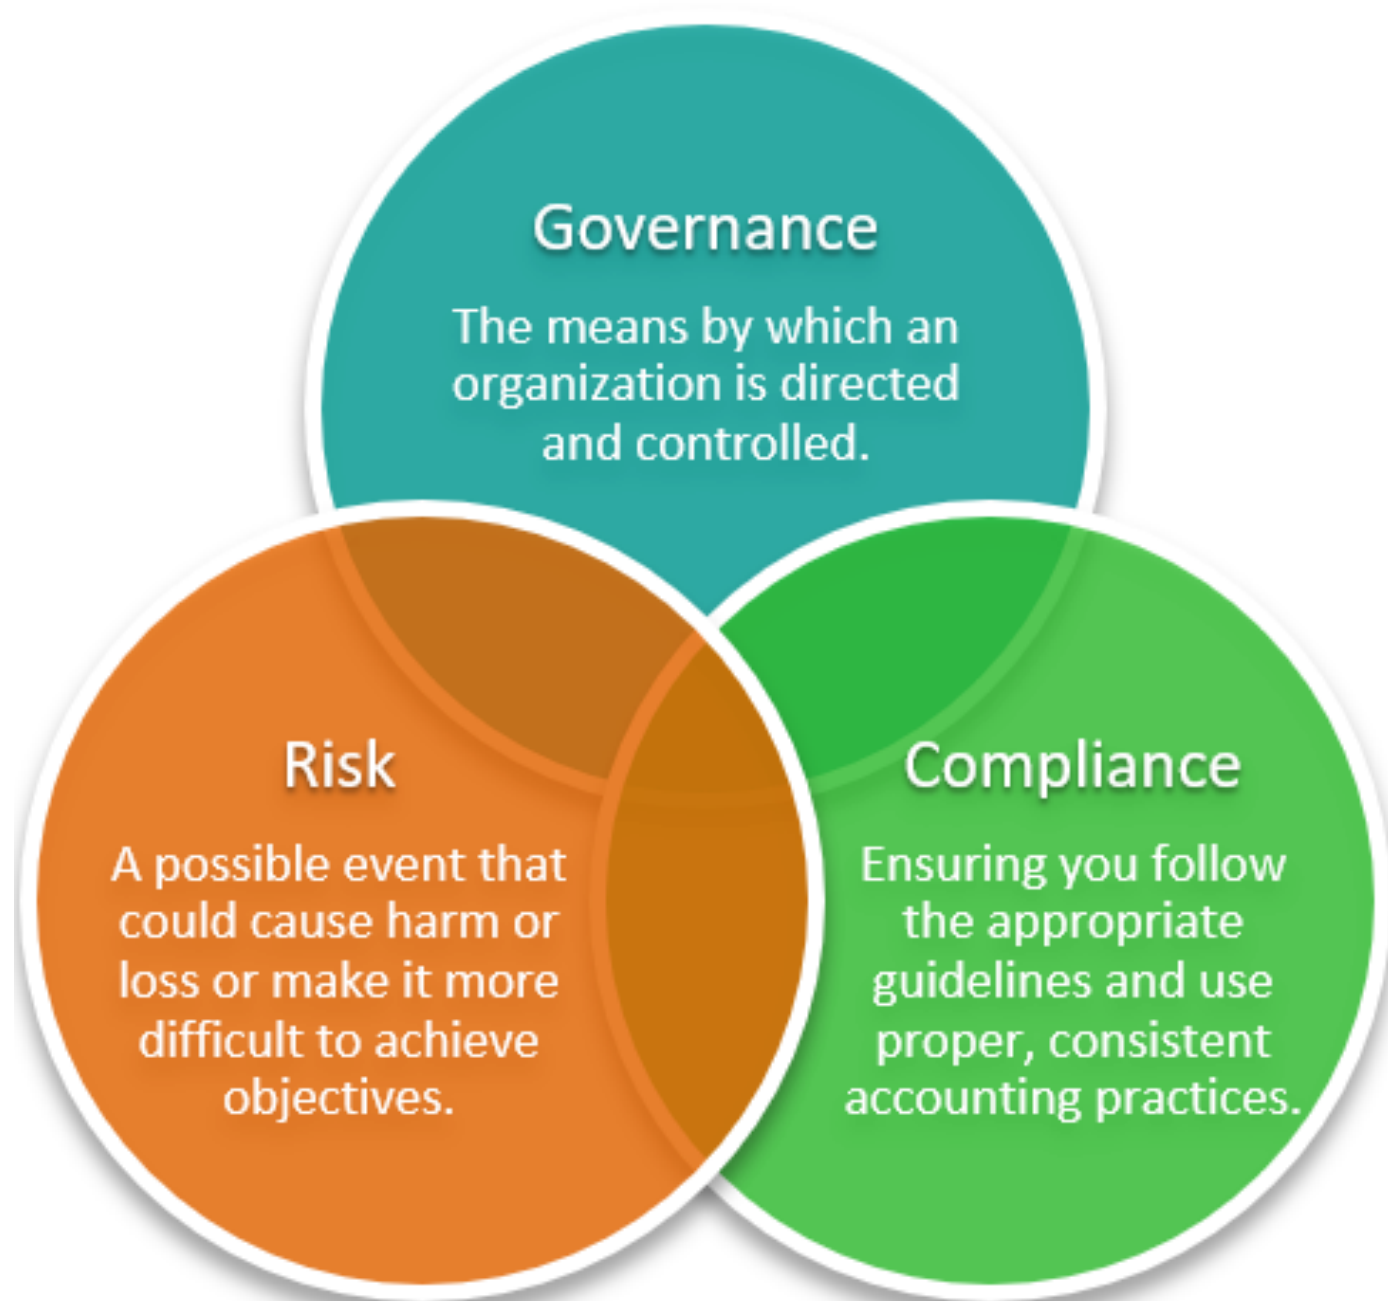 Governance
The means by which an
organization is directed
and controlled.
Risk
A possible event that
could cause harm or
loss or make it more
difficult to achieve
objectives.
Compliance
Ensuring you follow
the appropriate
guidelines and use
proper, consistent
accounting practices.